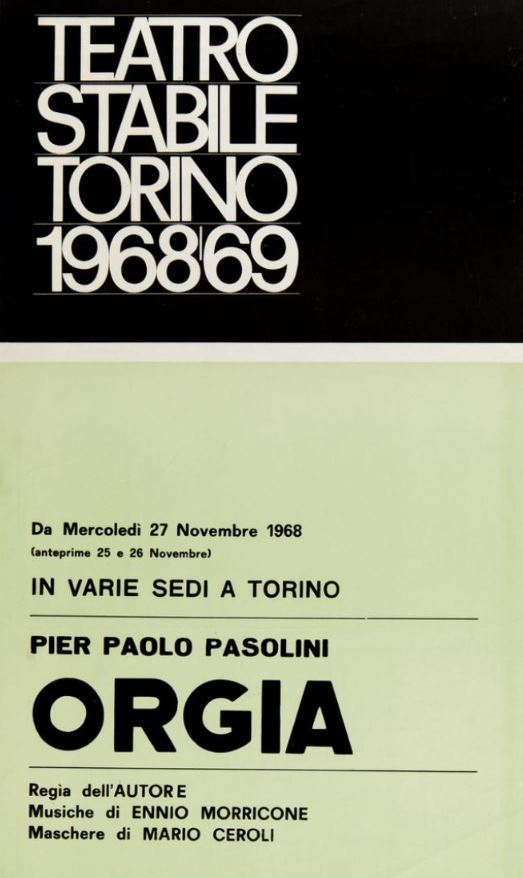 TEATRO
STABILE
TORINO
1968/69
Da Mercoledì 27 Novembre 1968
(anteprime 25 e 26 Novembre)
IN VARIE SEDI A TORINO
PIER PAOLO PASOLINI
ORGIA
Regia dell'AUTORE
Musiche di ENNIO MORRICONE
Maschere di MARIO CEROLI